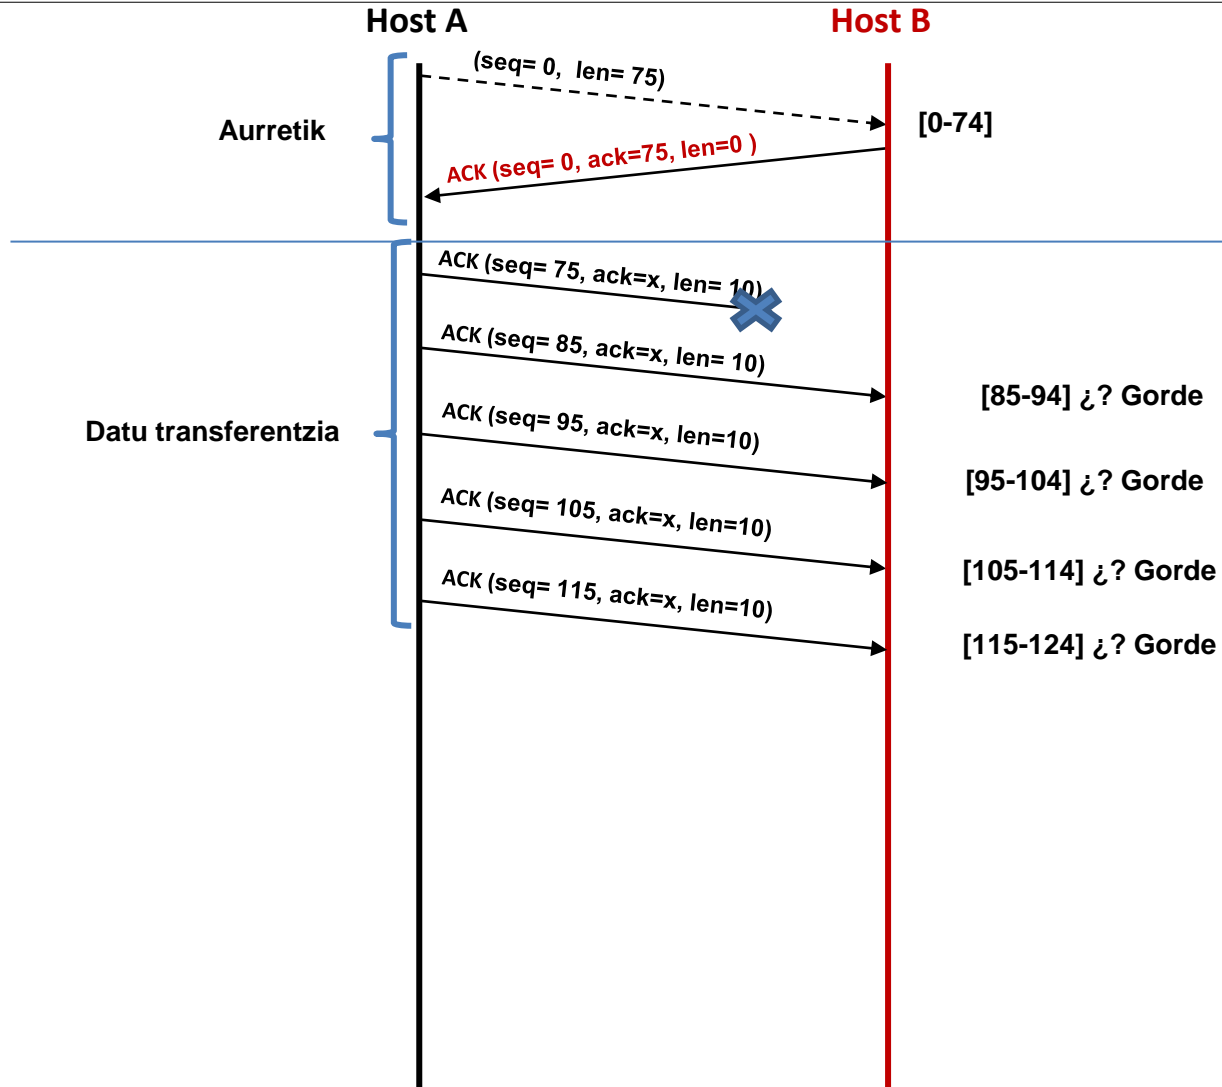 Host A
Host B
(seq= 0, len= 75)
[0-74]
Aurretik
ACK (seq= 0, ack=75, len=0 )
ACK (seq= 75, ack=x, len= 10)
ACK (seq= 85, ack=x, len= 10)
[85-94] ¿? Gorde
ACK (seq= 95, ack=x, len=10)
Datu transferentzia
[95-104] ¿? Gorde
ACK (seq= 105, ack=x, len=10)
[105-114] ¿? Gorde
ACK (seq= 115, ack=x, len=10)
[115-124] ¿? Gorde